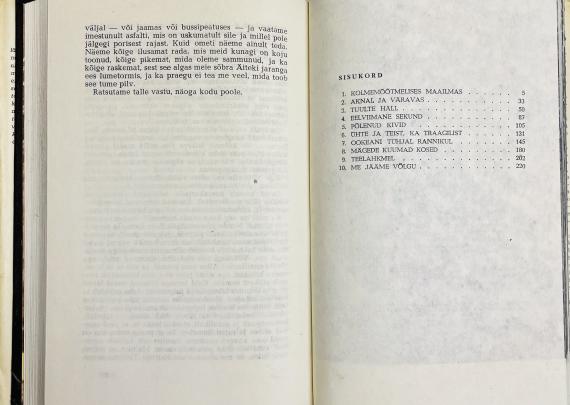 väljal — või jaamas või bussipeatuses — ja vaatame
imestunult asfalti, mis on uskumatult sile ja millel pole
jälgegi porisest rajast. Kuid ometi näeme ainult teda.
Näeme kõige ilusamat rada, mis meid kunagi on koju
toonud, kõige pikemat, mida oleme sammunud, ja ka
kõige raskemat, sest see algas meie sõbra Äiteki jaranga
ees lumetormis, ja ka praegu ei tea me veel, mida toob
see tume pilv.
Ratsutame talle vastu, näoga kodu poole.
SISUKORD
1. KOLMEMÕÕTMELISES MAAILMAS . . . . . . . . 5
2. AKNAL JA VÄRAVAS . . . . . . . . . . . . 33
3. TUULTE HALL . . . . . . . . . . . . . . 50
4. EELVIIMANE SEKUND . . . . . . . . . . . 87
5. PÕLENUD KIVID . . . . . . . . . . . . . 105
6. ÜHTE JA TEIST, KA TRAAGILIST . . . . . . . 131
7. OOKEANI TÜHJAL RANNIKUL . . . . . . . . 145
8. MÄGEDE KUUMAD KOSED . . . . . . . . . . 180
9. TEELAHKMEL . . . . . . . . . . . . . . 202
10. ME JÄÄME VÕLGU . . . . . . . . . . . . 220